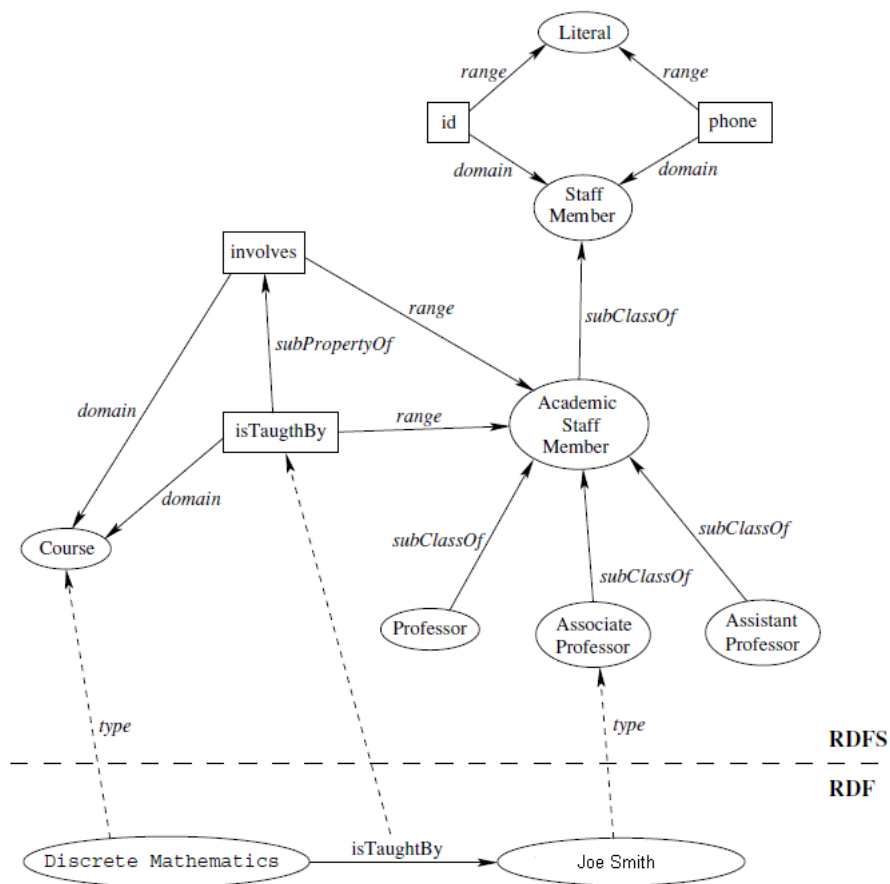 Literal
range
range
id
phone
domain
domain
Staff
Member
involves
range
subClassOf
subPropertyOf
domain
isTaugthBy
range
Academic
Staff
Member
domain
Course
subClassOf
subClassOf
subClassOf
Professor
Associate
Professor
Assistant
Professor
type
type
RDFS
RDF
Discrete Mathematics
isTaughtBy
Joe Smith